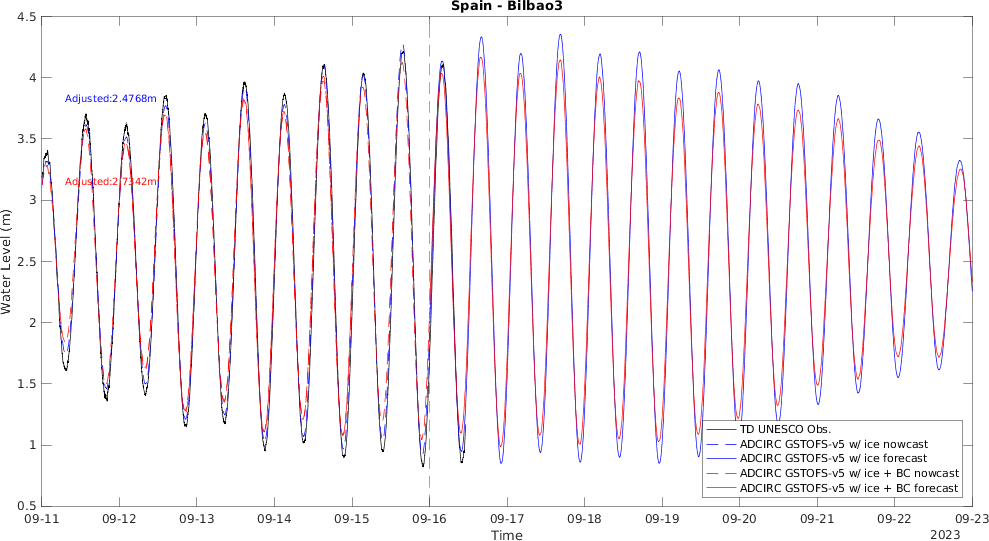 Spain - Bilbao3
4.5
4
3.5
3
2.5
2
1.5
1
0.5
Water Level (m)
Adjusted:2.4768m
Adjusted:2.7342m
TD UNESCO Obs.
ADCIRC GSTOFS-v5 w/ ice nowcast
ADCIRC GSTOFS-v5 w/ ice forecast
ADCIRC GSTOFS-v5 w/ ice + BC nowcast
ADCIRC GSTOFS-v5 w/ ice + BC forecast
09-11 09-12 09-13 09-14 09-15 09-16 09-17 09-18 09-19 09-20 09-21 09-22 09-23
Time
2023